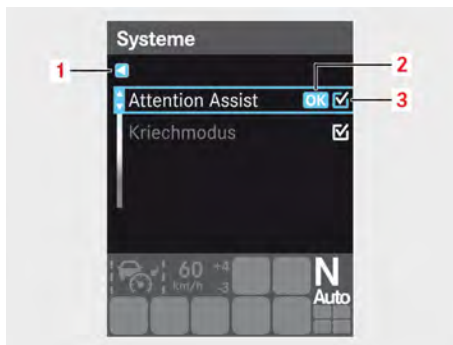 Systeme
1
2
Attention Assist OK
3
Kriechmodus
60 +4
km/h -3
N
Auto